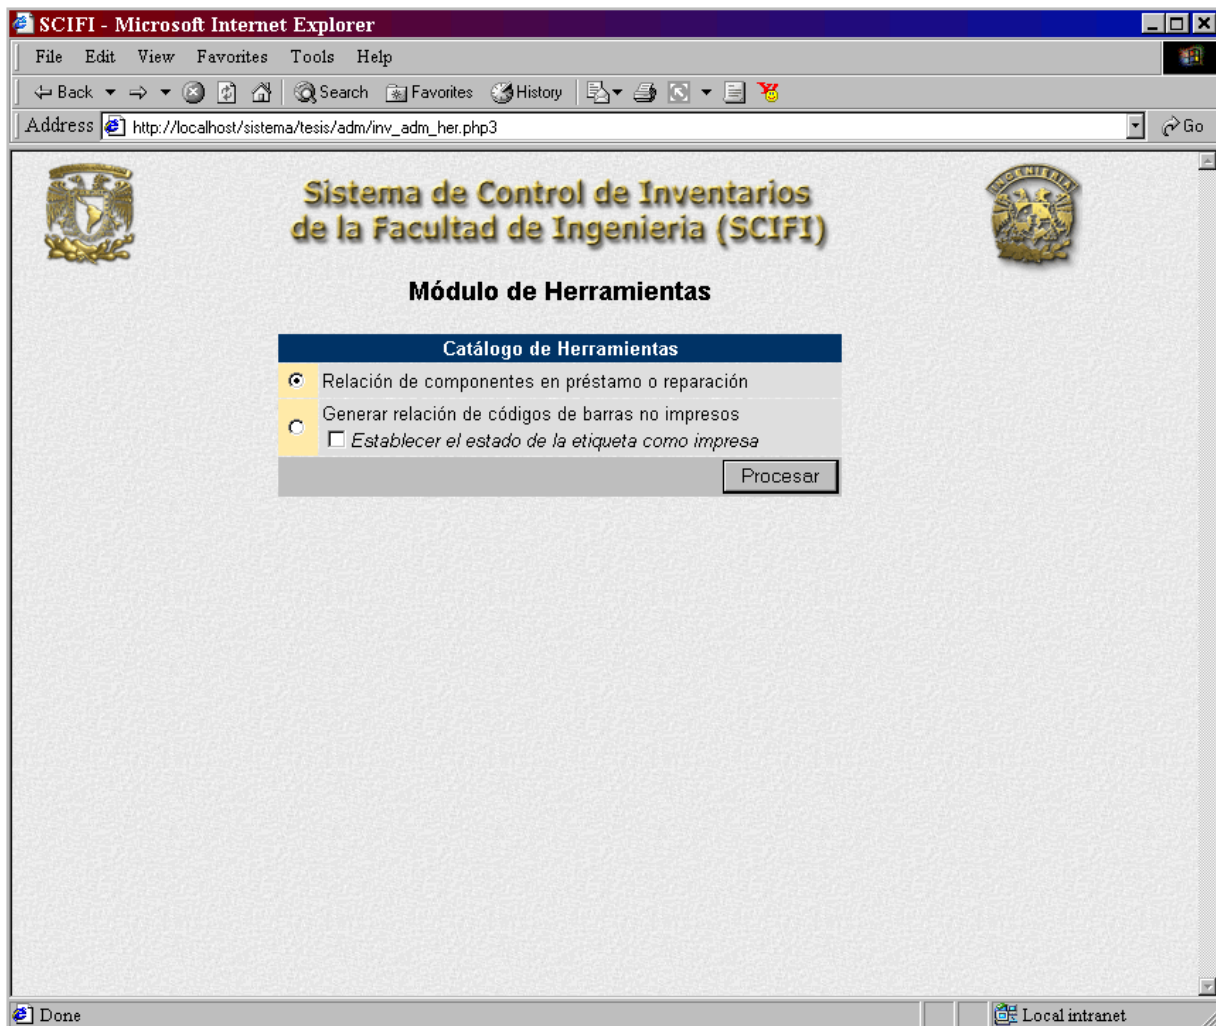 SCIFI - Microsoft Internet Explorer
File Edit View Favorites Tools Help
Back Search Favorites History
Address http://localhost/sistema/tesis/adm/inv_adm_her.php3 Go
Sistema de Control de Inventarios
de la Facultad de Ingenieria (SCIFI)
INGENIERIA
Módulo de Herramientas
Catálogo de Herramientas
Relación de componentes en préstamo o reparación
Generar relación de códigos de barras no impresos
Establecer el estado de la etiqueta como impresa
Procesar
Done Local intranet